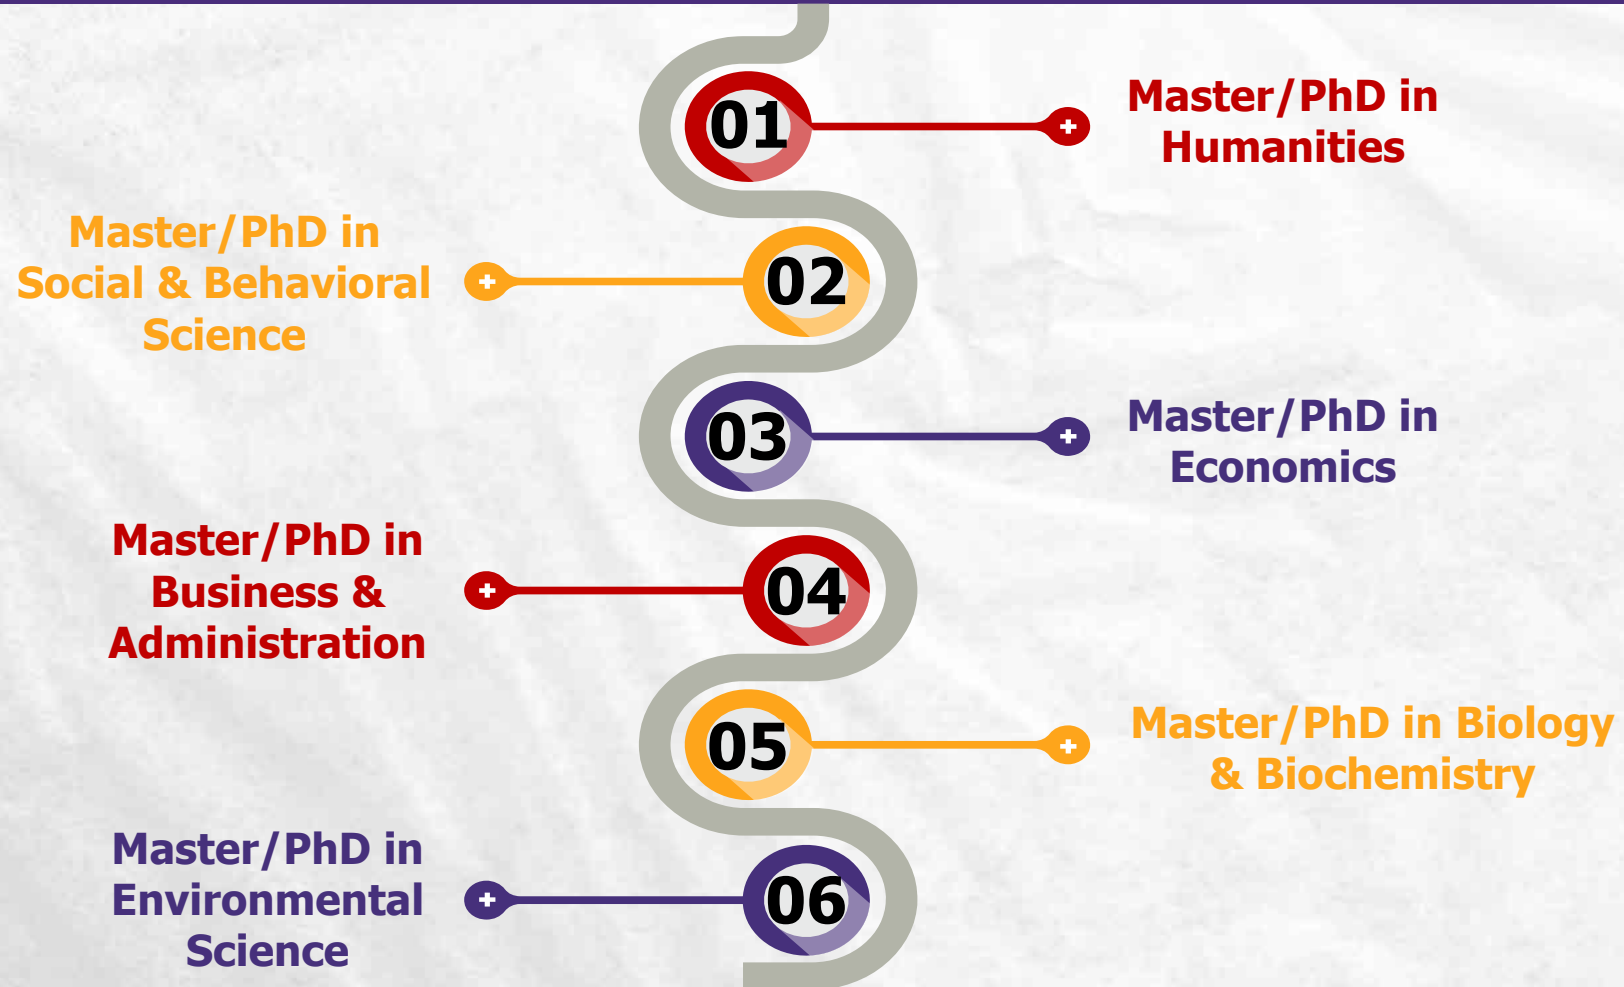 01
Master/PhD in
Humanities
Master/PhD in
Social & Behavioral
Science
02
03
Master/PhD in
Economics
Master/PhD in
Business &
Administration
04
05
Master/PhD in Biology
& Biochemistry
Master/PhD in
Environmental
Science
06